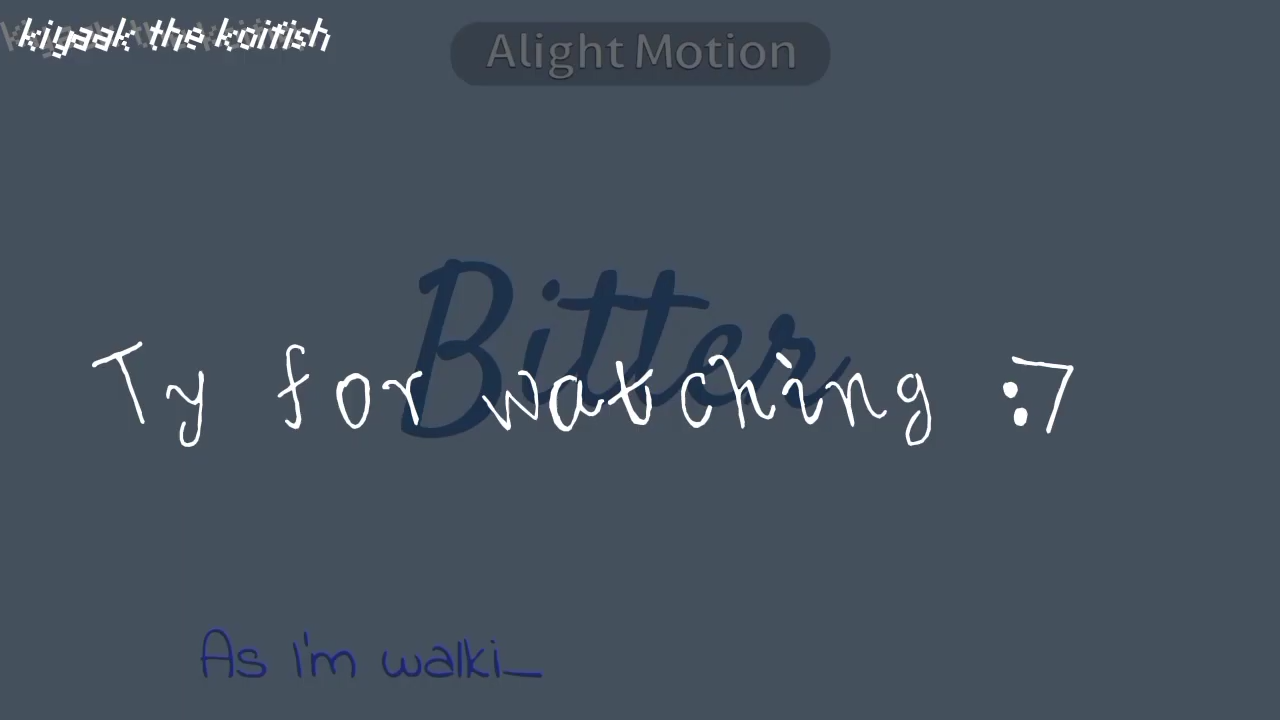 kiyaak the koifish
Alight Motion
Bitter
Ty for watching :7
As I'm walki_